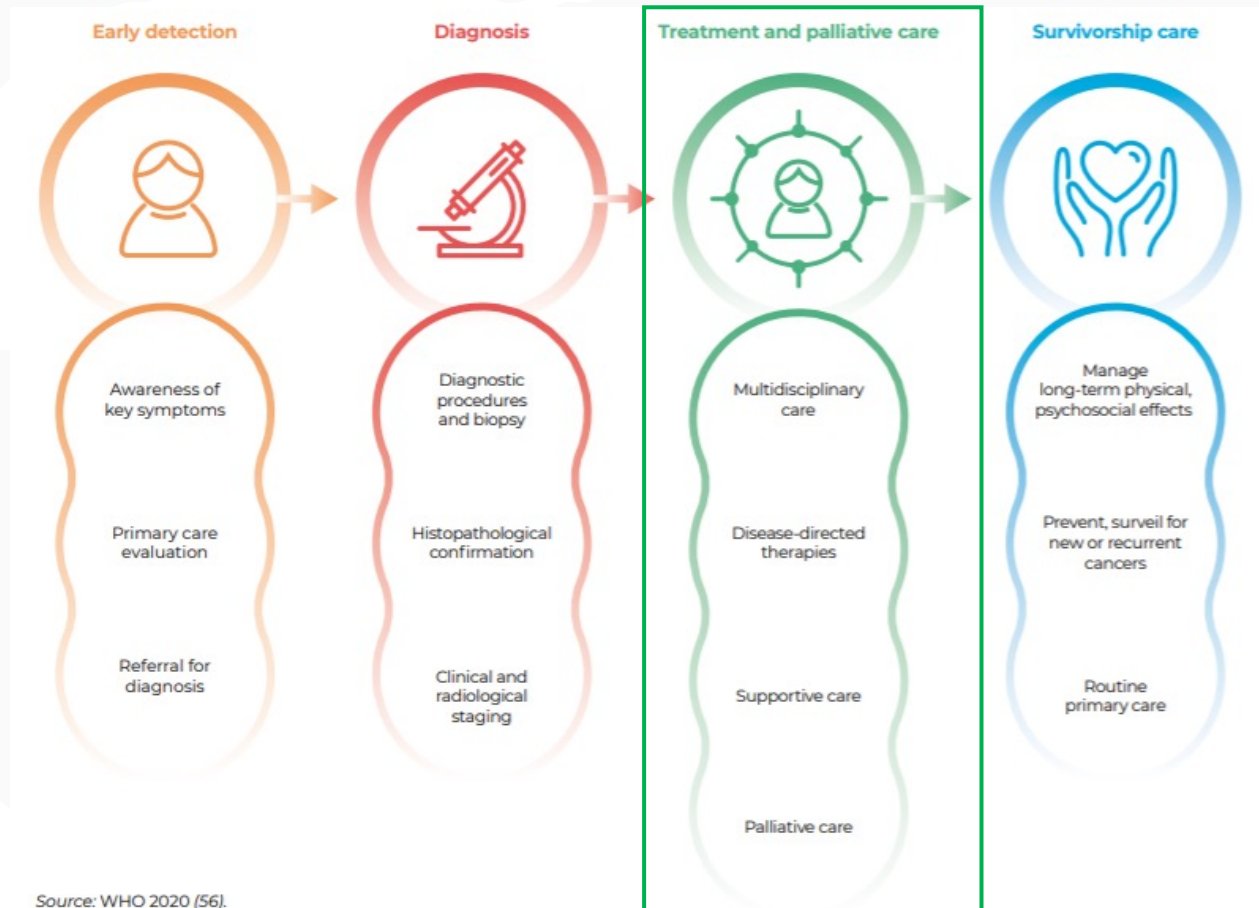 Early detection
Awareness of
key symptoms
Primary care
evaluation
Referral for
diagnosis
Diagnosis
Diagnostic
procedures
and biopsy
Histopathological
confirmation
Clinical and
radiological
staging
Treatment and palliative care
Multidisciplinary
care
Disease-directed
therapies
Supportive care
Palliative care
Survivorship care
Manage
long-term physical,
psychosocial effects
Prevent, surveil for
new or recurrent
cancers
Routine
primary care
Source: WHO 2020 (56).